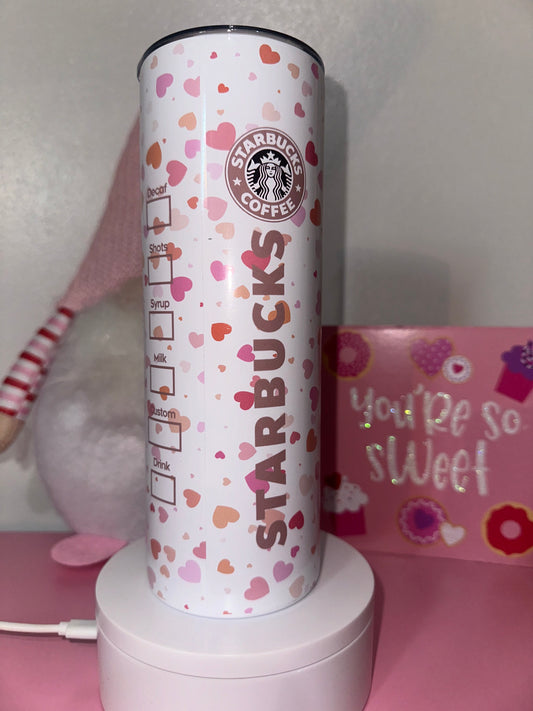 STARBUCKS
COFFEE
STARBUCKS
Decaf
Shots
Syrup
Milk
Custom
Drink
You're so
sweet